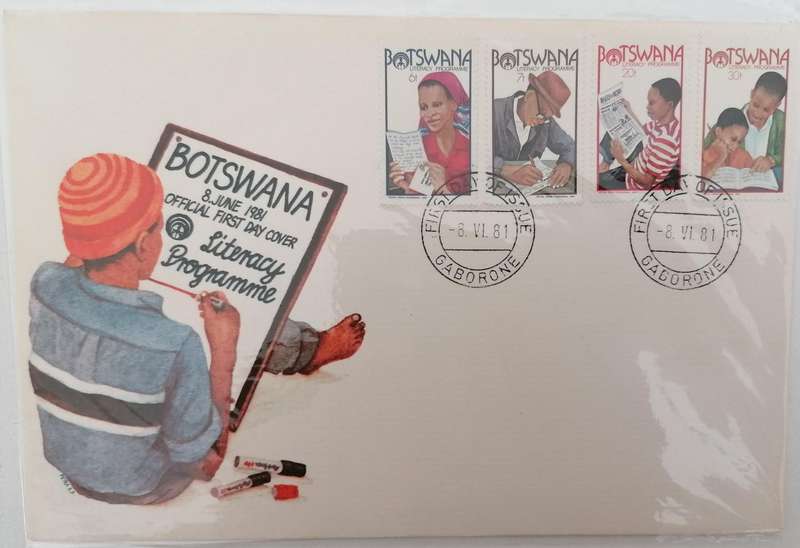 BOTSWANA
8 JUNE 1981
OFFICIAL FIRST DAY COVER
Literacy
Programme
BOTSWANA
LITERACY PROGRAMME
6t
BOTSWANA
LITERACY PROGRAMME
7t
BOTSWANA
LITERACY PROGRAMME
20t
BOTSWANA
LITERACY PROGRAMME
30t
FIRST DAY OF ISSUE
-8. VI. 81
GABORONE
FIRST DAY OF ISSUE
-8. VI. 81
GABORONE